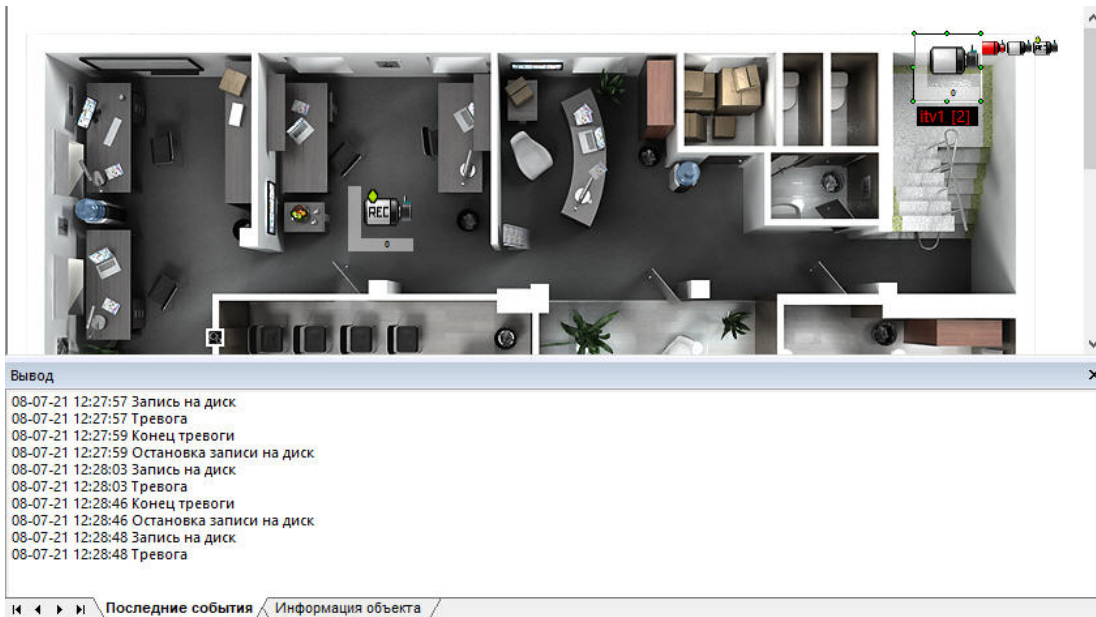 itv1 [2]
REC
Вывод
08-07-21 12:27:57 Запись на диск
08-07-21 12:27:57 Тревога
08-07-21 12:27:59 Конец тревоги
08-07-21 12:27:59 Остановка записи на диск
08-07-21 12:28:03 Запись на диск
08-07-21 12:28:03 Тревога
08-07-21 12:28:46 Конец тревоги
08-07-21 12:28:46 Остановка записи на диск
08-07-21 12:28:48 Запись на диск
08-07-21 12:28:48 Тревога
Последние события
Информация объекта